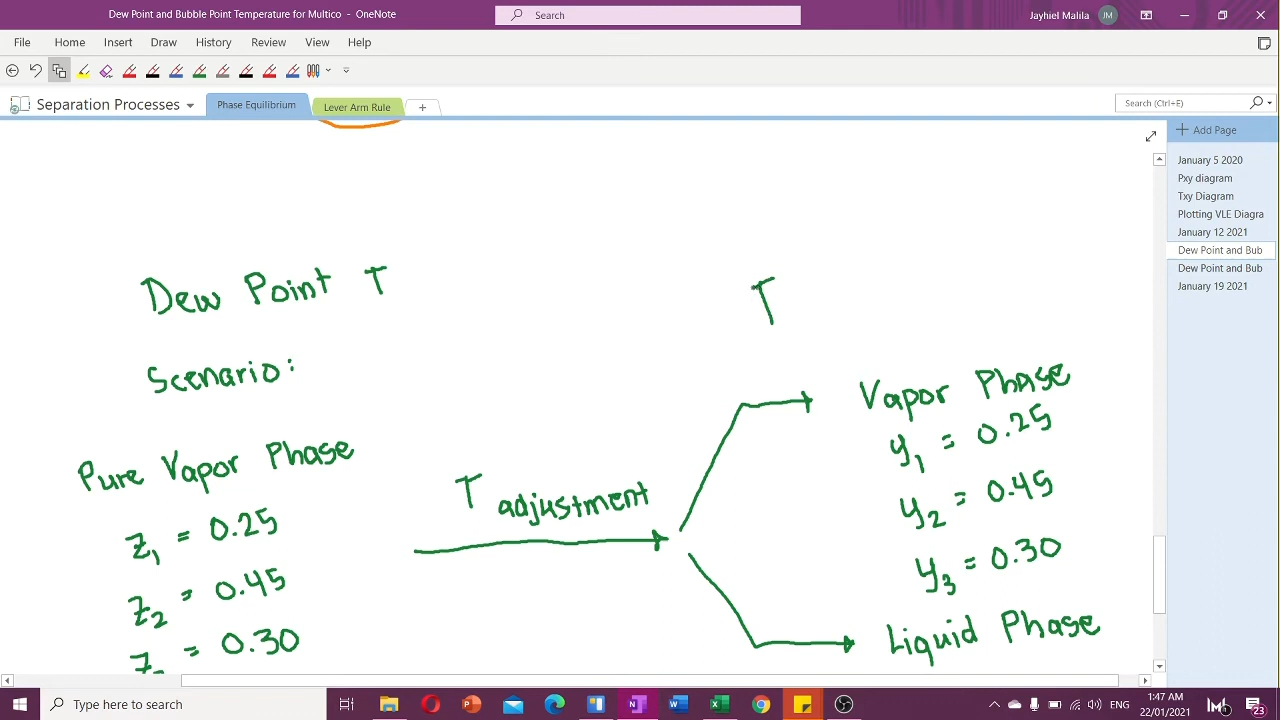 Dew Point and Bubble Point Temperature for Multico... - OneNote
Search
Jayhiel Malila JM
File Home Insert Draw History Review View Help
Separation Processes
Phase Equilibrium
Lever Arm Rule
+
Search (Ctrl+E)
+ Add Page
January 5 2020
Pxy diagram
Txy Diagram
Plotting VLE Diagra
January 12 2021
Dew Point and Bub
Dew Point and Bub
January 19 2021
Dew Point T
T
Scenario:
Pure Vapor Phase
z1 = 0.25
z2 = 0.45
= 0.30
T adjustment
Vapor Phase
y1 = 0.25
y2 = 0.45
y3 = 0.30
Liquid Phase
Type here to search
1:47 AM
22/01/2021
23